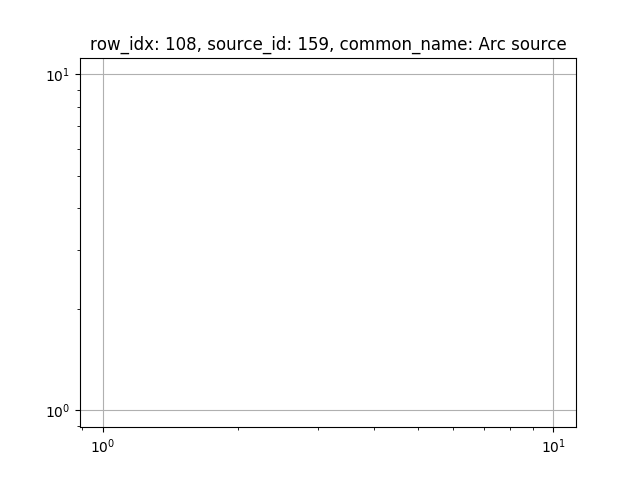 row_idx: 108, source_id: 159, common_name: Arc source
10¹
10⁰
10⁰ 10¹